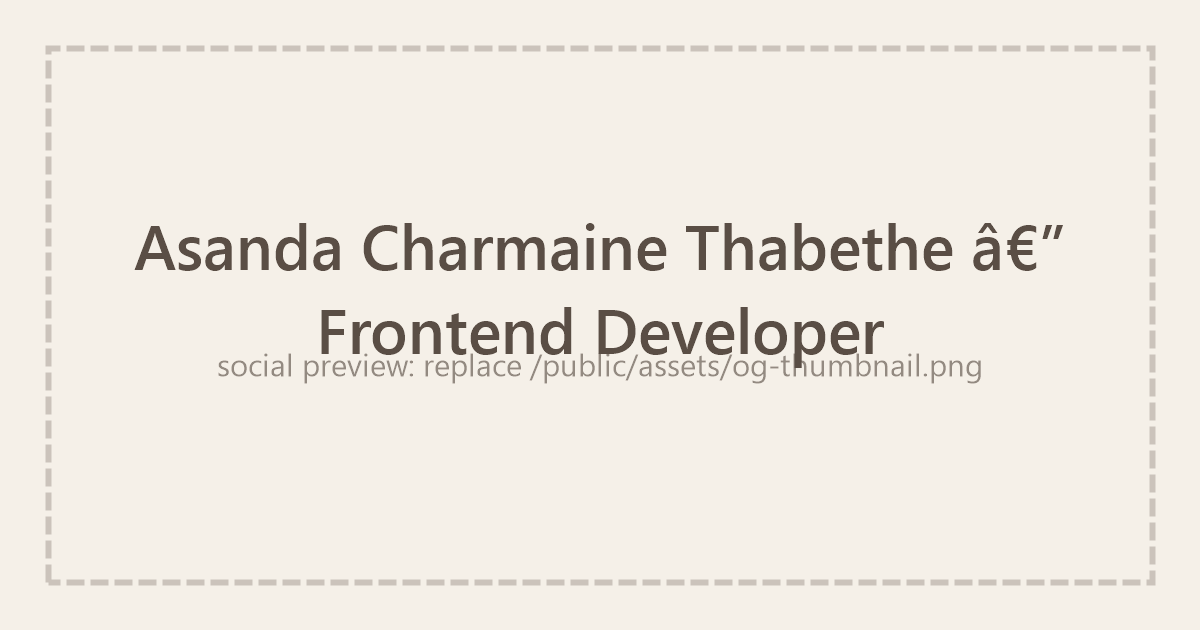 Asanda Charmaine Thabethe â€”
Frontend Developer
social preview: replace /public/assets/og-thumbnail.png